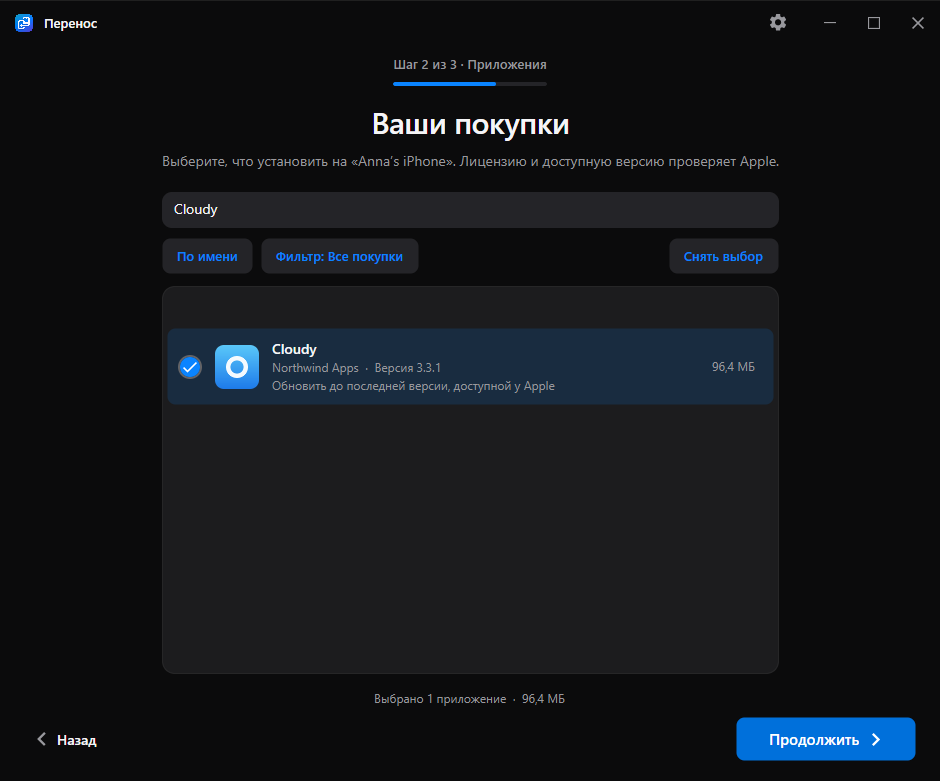 Перенос
Шаг 2 из 3 · Приложения
Ваши покупки
Выберите, что установить на «Anna’s iPhone». Лицензию и доступную версию проверяет Apple.
Cloudy
По имени
Фильтр: Все покупки
Снять выбор
Cloudy
Northwind Apps · Версия 3.3.1
96,4 МБ
Обновить до последней версии, доступной у Apple
Выбрано 1 приложение · 96,4 МБ
Назад
Продолжить